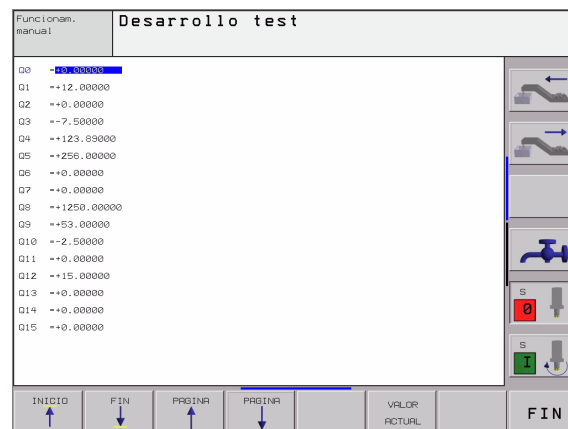 Funcionam.
manual
Desarrollo test
Q0 =+0.00000
Q1 =+12.00000
Q2 =+0.00000
Q3 =-7.50000
Q4 =+123.89000
Q5 =+256.00000
Q6 =+0.00000
Q7 =+0.00000
Q8 =+1250.00000
Q9 =+53.00000
Q10 =-2.50000
Q11 =+0.00000
Q12 =+15.00000
Q13 =+0.00000
Q14 =+0.00000
Q15 =+0.00000
S
0
S
I
INICIO FIN PAGINA PAGINA VALOR
ACTUAL FIN